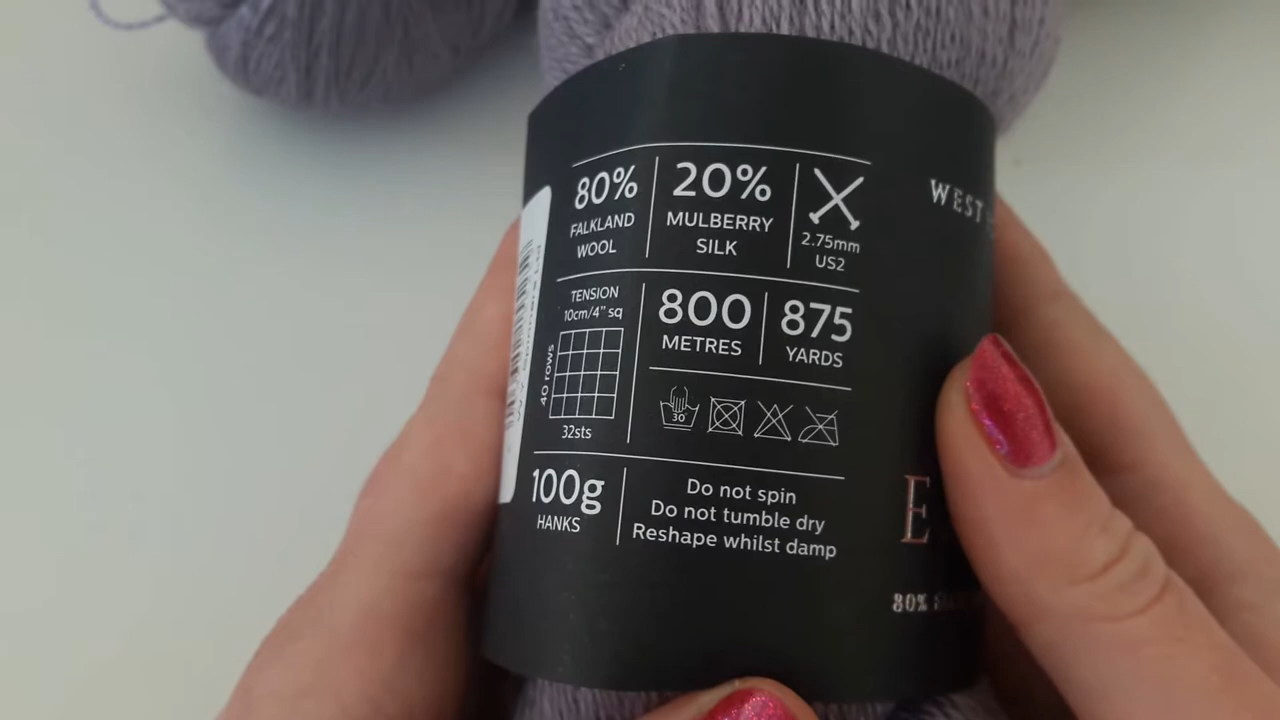 80%
FALKLAND
WOOL
20%
MULBERRY
SILK
2.75mm
US2
TENSION
10cm/4" sq
40 rows
32sts
800
METRES
875
YARDS
30°
100g
HANKS
Do not spin
Do not tumble dry
Reshape whilst damp
WEST
E
80%